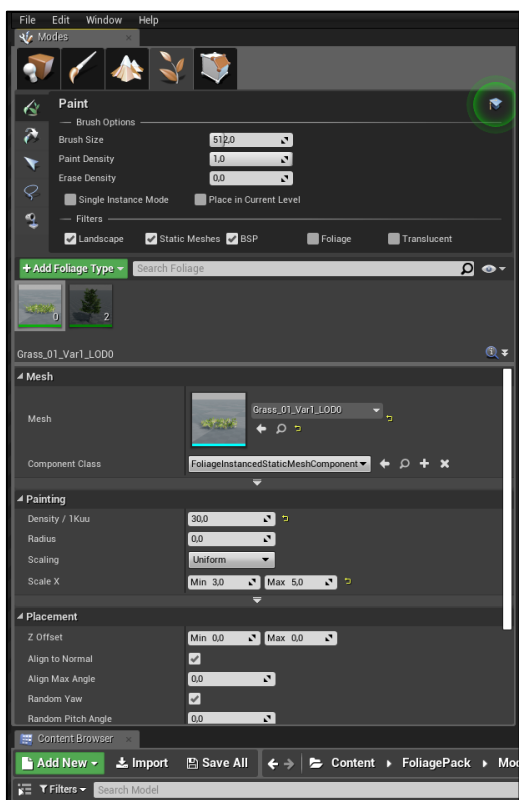 File Edit Window Help
Modes
Paint
Brush Options
Brush Size 512,0
Paint Density 1,0
Erase Density 0,0
Single Instance Mode Place in Current Level
Filters
Landscape Static Meshes BSP Foliage Translucent
+ Add Foliage Type Search Foliage
0 2
Grass_01_Var1_LOD0
Mesh
Mesh Grass_01_Var1_LOD0
Component Class FoliageInstancedStaticMeshComponent
Painting
Density / 1Kuu 30,0
Radius 0,0
Scaling Uniform
Scale X Min 3,0 Max 5,0
Placement
Z Offset Min 0,0 Max 0,0
Align to Normal
Align Max Angle 0,0
Random Yaw
Random Pitch Angle 0,0
Content Browser
Add New Import Save All Content FoliagePack Mod
Filters Search Model